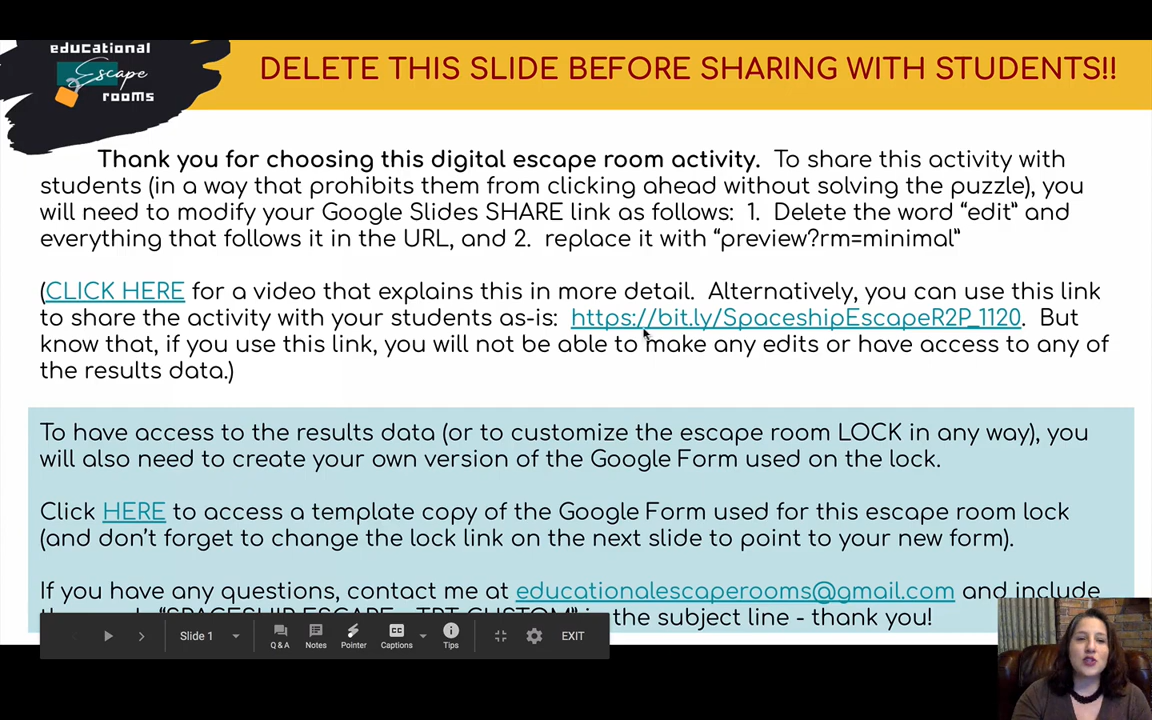 educational
Escape
rooms
DELETE THIS SLIDE BEFORE SHARING WITH STUDENTS!!
Thank you for choosing this digital escape room activity. To share this activity with
students (in a way that prohibits them from clicking ahead without solving the puzzle), you
will need to modify your Google Slides SHARE link as follows: 1. Delete the word “edit” and
everything that follows it in the URL, and 2. replace it with “preview?rm=minimal”
(CLICK HERE for a video that explains this in more detail. Alternatively, you can use this link
to share the activity with your students as-is: https://bit.ly/SpaceshipEscapeR2P_1120. But
know that, if you use this link, you will not be able to make any edits or have access to any of
the results data.)
To have access to the results data (or to customize the escape room LOCK in any way), you
will also need to create your own version of the Google Form used on the lock.
Click HERE to access a template copy of the Google Form used for this escape room lock
(and don’t forget to change the lock link on the next slide to point to your new form).
If you have any questions, contact me at educationalescaperooms@gmail.com and include
“SPACESHIP ESCAPE - TPT CUSTOM” in the subject line - thank you!
Slide 1
Q & A
Notes
Pointer
CC
Captions
Tips
EXIT